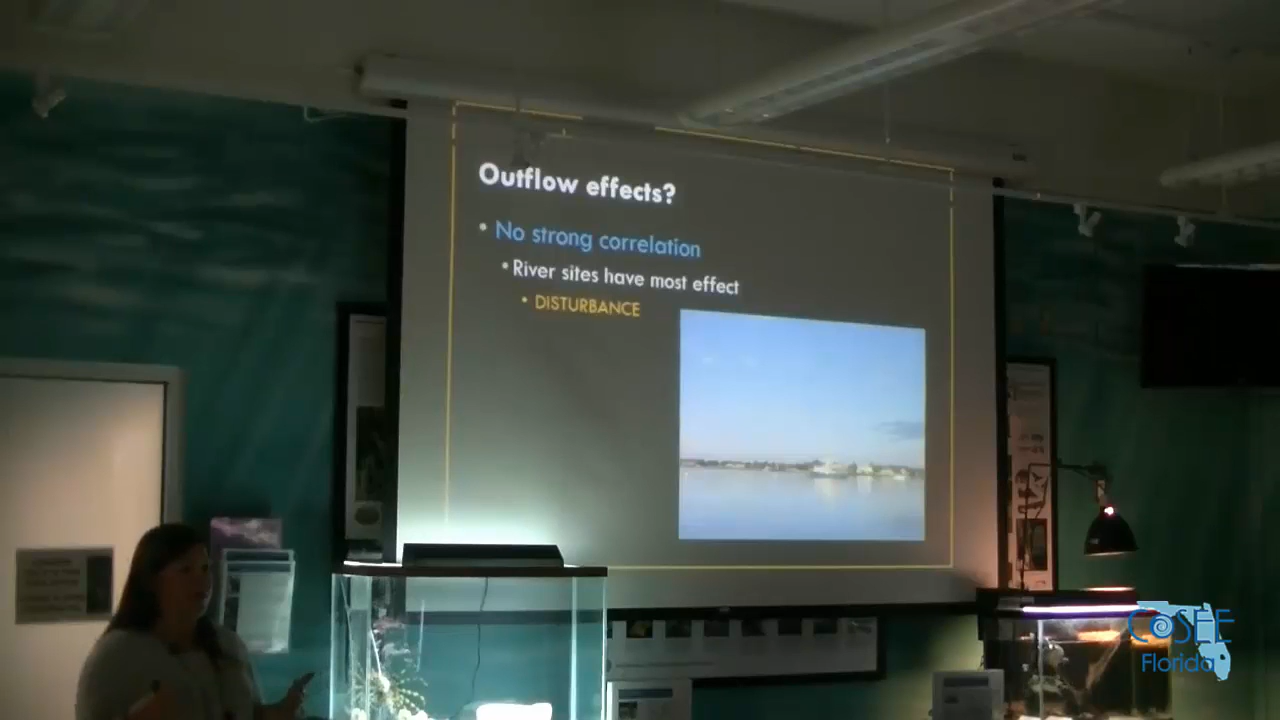 Outflow effects?
• No strong correlation
• River sites have most effect
• DISTURBANCE
COSEE
Florida